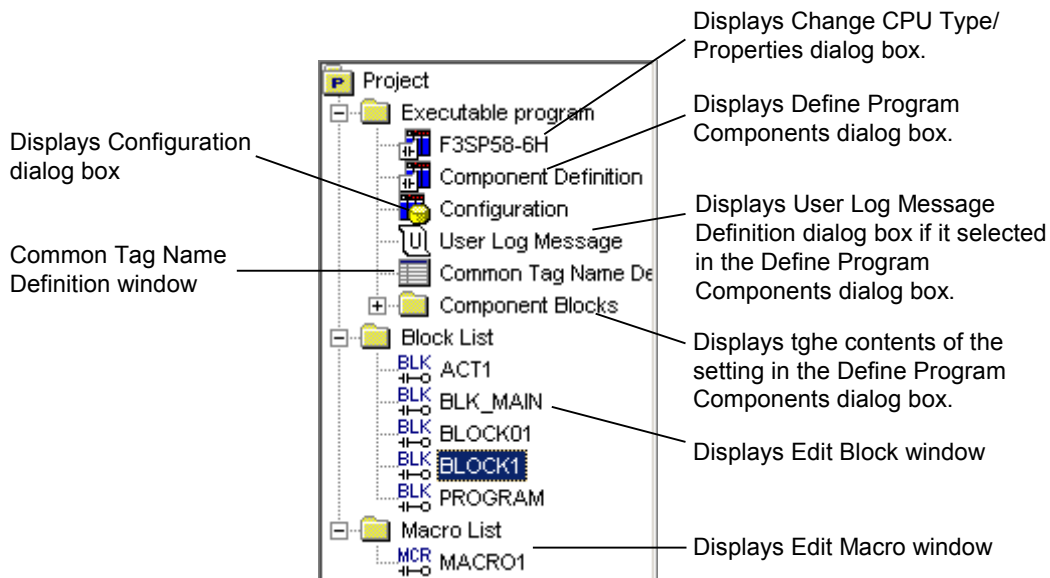 Displays Change CPU Type/
Properties dialog box.
P Project
Executable program
Displays Define Program
Components dialog box.
F3SP58-6H
Displays Configuration
dialog box
Component Definition
Configuration
Displays User Log Message
Definition dialog box if it selected
in the Define Program
Components dialog box.
U User Log Message
Common Tag Name
Definition window
Common Tag Name De
Component Blocks
Block List
Displays tghe contents of the
setting in the Define Program
Components dialog box.
BLK ACT1
BLK BLK_MAIN
BLK BLOCK01
Displays Edit Block window
BLK BLOCK1
BLK PROGRAM
Macro List
Displays Edit Macro window
MCR MACRO1